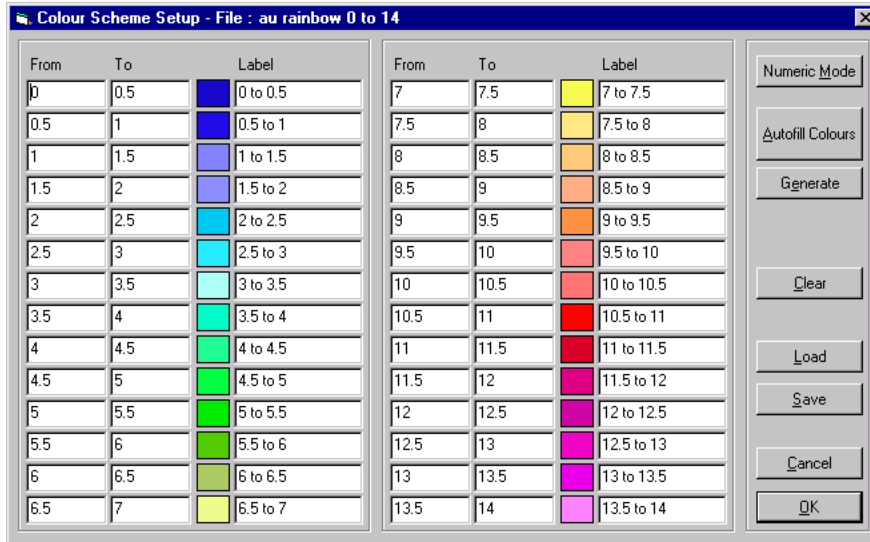 Colour Scheme Setup - File : au rainbow 0 to 14
From To Label
0 0.5 0 to 0.5
0.5 1 0.5 to 1
1 1.5 1 to 1.5
1.5 2 1.5 to 2
2 2.5 2 to 2.5
2.5 3 2.5 to 3
3 3.5 3 to 3.5
3.5 4 3.5 to 4
4 4.5 4 to 4.5
4.5 5 4.5 to 5
5 5.5 5 to 5.5
5.5 6 5.5 to 6
6 6.5 6 to 6.5
6.5 7 6.5 to 7
From To Label
7 7.5 7 to 7.5
7.5 8 7.5 to 8
8 8.5 8 to 8.5
8.5 9 8.5 to 9
9 9.5 9 to 9.5
9.5 10 9.5 to 10
10 10.5 10 to 10.5
10.5 11 10.5 to 11
11 11.5 11 to 11.5
11.5 12 11.5 to 12
12 12.5 12 to 12.5
12.5 13 12.5 to 13
13 13.5 13 to 13.5
13.5 14 13.5 to 14
Numeric Mode
Autofill Colours
Generate
Clear
Load
Save
Cancel
OK